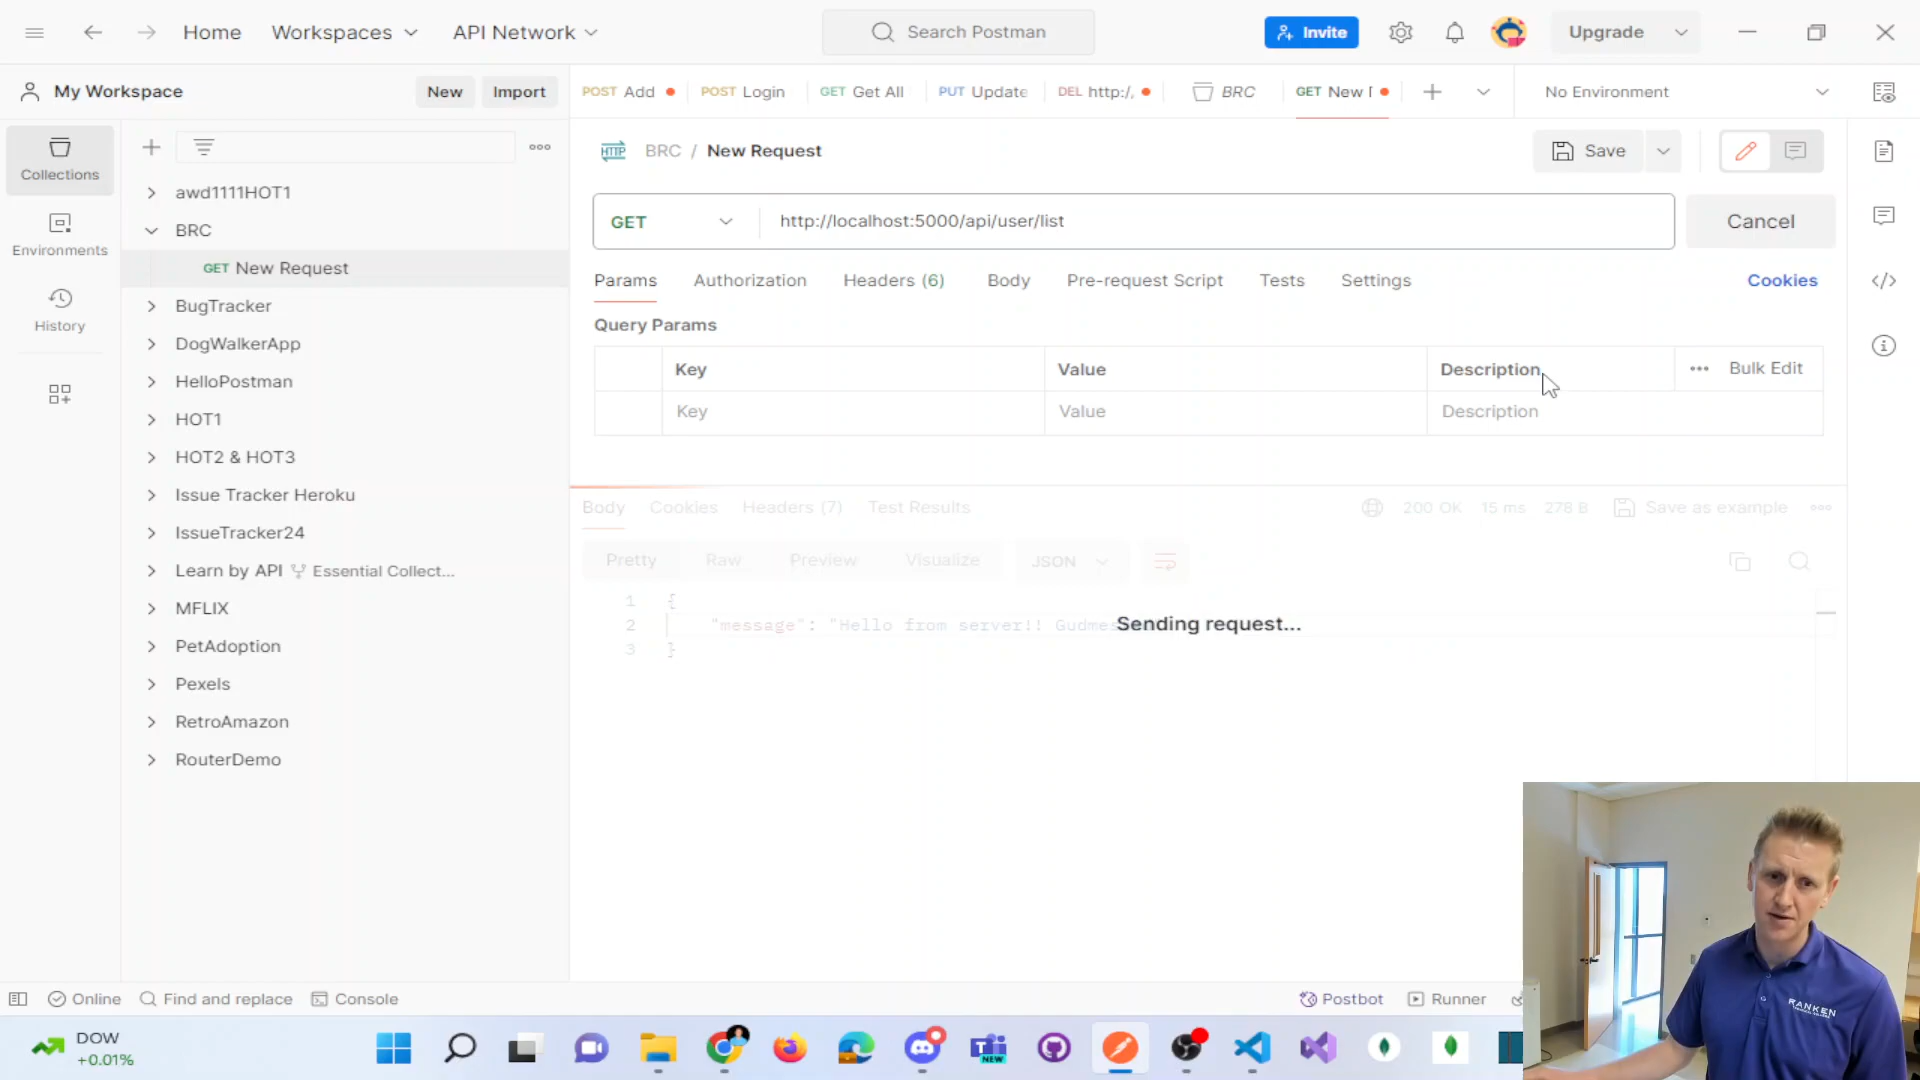 Home
Workspaces
API Network
Search Postman
Invite
Upgrade
My Workspace
New
Import
POST Add
POST Login
GET Get All
PUT Update
DEL http:/,
BRC
GET New
No Environment
Collections
Environments
History
awd1111HOT1
BRC
GET New Request
BugTracker
DogWalkerApp
HelloPostman
HOT1
HOT2 & HOT3
Issue Tracker Heroku
IssueTracker24
Learn by API Essential Collect...
MFLIX
PetAdoption
Pexels
RetroAmazon
RouterDemo
HTTP BRC / New Request
Save
GET http://localhost:5000/api/user/list
Cancel
Params Authorization Headers (6) Body Pre-request Script Tests Settings Cookies
Query Params
Key Value Description ••• Bulk Edit
Key Value Description
Body Cookies Headers (7) Test Results 200 OK 15 ms 278 B Save as example
Pretty Raw Preview Visualize JSON
1 {
2 "message": "Hello from server!!
Sending request...
3 }
RANKEN
Online Find and replace Console Postbot Runner
DOW
+0.01%
NEW